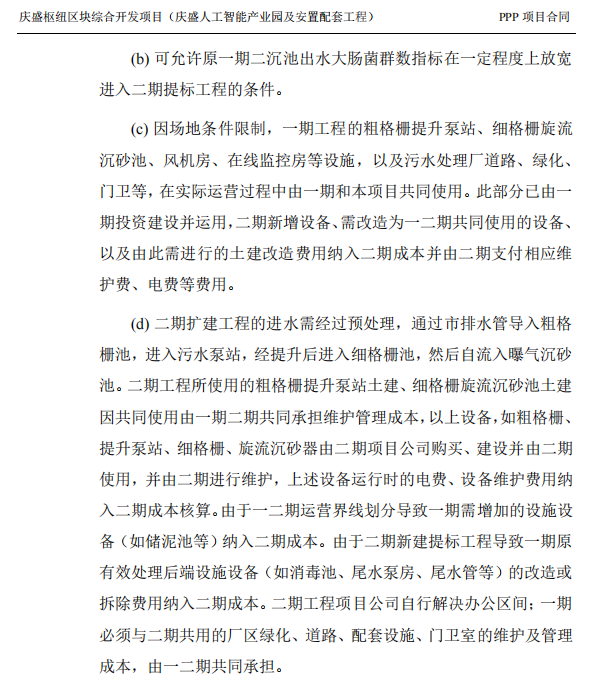 庆盛枢纽区块综合开发项目（庆盛人工智能产业园及安置配套工程） PPP 项目合同
(b) 可允许原一期二沉池出水大肠菌群数指标在一定程度上放宽
进入二期提标工程的条件。
(c) 因场地条件限制，一期工程的粗格栅提升泵站、细格栅旋流
沉砂池、风机房、在线监控房等设施，以及污水处理厂道路、绿化、
门卫等，在实际运营过程中由一期和本项目共同使用。此部分已由一
期投资建设并运用，二期新增设备、需改造为一二期共同使用的设备、
以及由此需进行的土建改造费用纳入二期成本并由二期支付相应维
护费、电费等费用。
(d) 二期扩建工程的进水需经过预处理，通过市排水管导入粗格
栅池，进入污水泵站，经提升后进入细格栅池，然后自流入曝气沉砂
池。二期工程所使用的粗格栅提升泵站土建、细格栅旋流沉砂池土建
因共同使用由一期二期共同承担维护管理成本，以上设备，如粗格栅、
提升泵站、细格栅、旋流沉砂器由二期项目公司购买、建设并由二期
使用，并由二期进行维护，上述设备运行时的电费、设备维护费用纳
入二期成本核算。由于一二期运营界线划分导致一期需增加的设施设
备（如储泥池等）纳入二期成本。由于二期新建提标工程导致一期原
有效处理后端设施设备（如消毒池、尾水泵房、尾水管等）的改造或
拆除费用纳入二期成本。二期工程项目公司自行解决办公区间；一期
必须与二期共用的厂区绿化、道路、配套设施、门卫室的维护及管理
成本，由一二期共同承担。